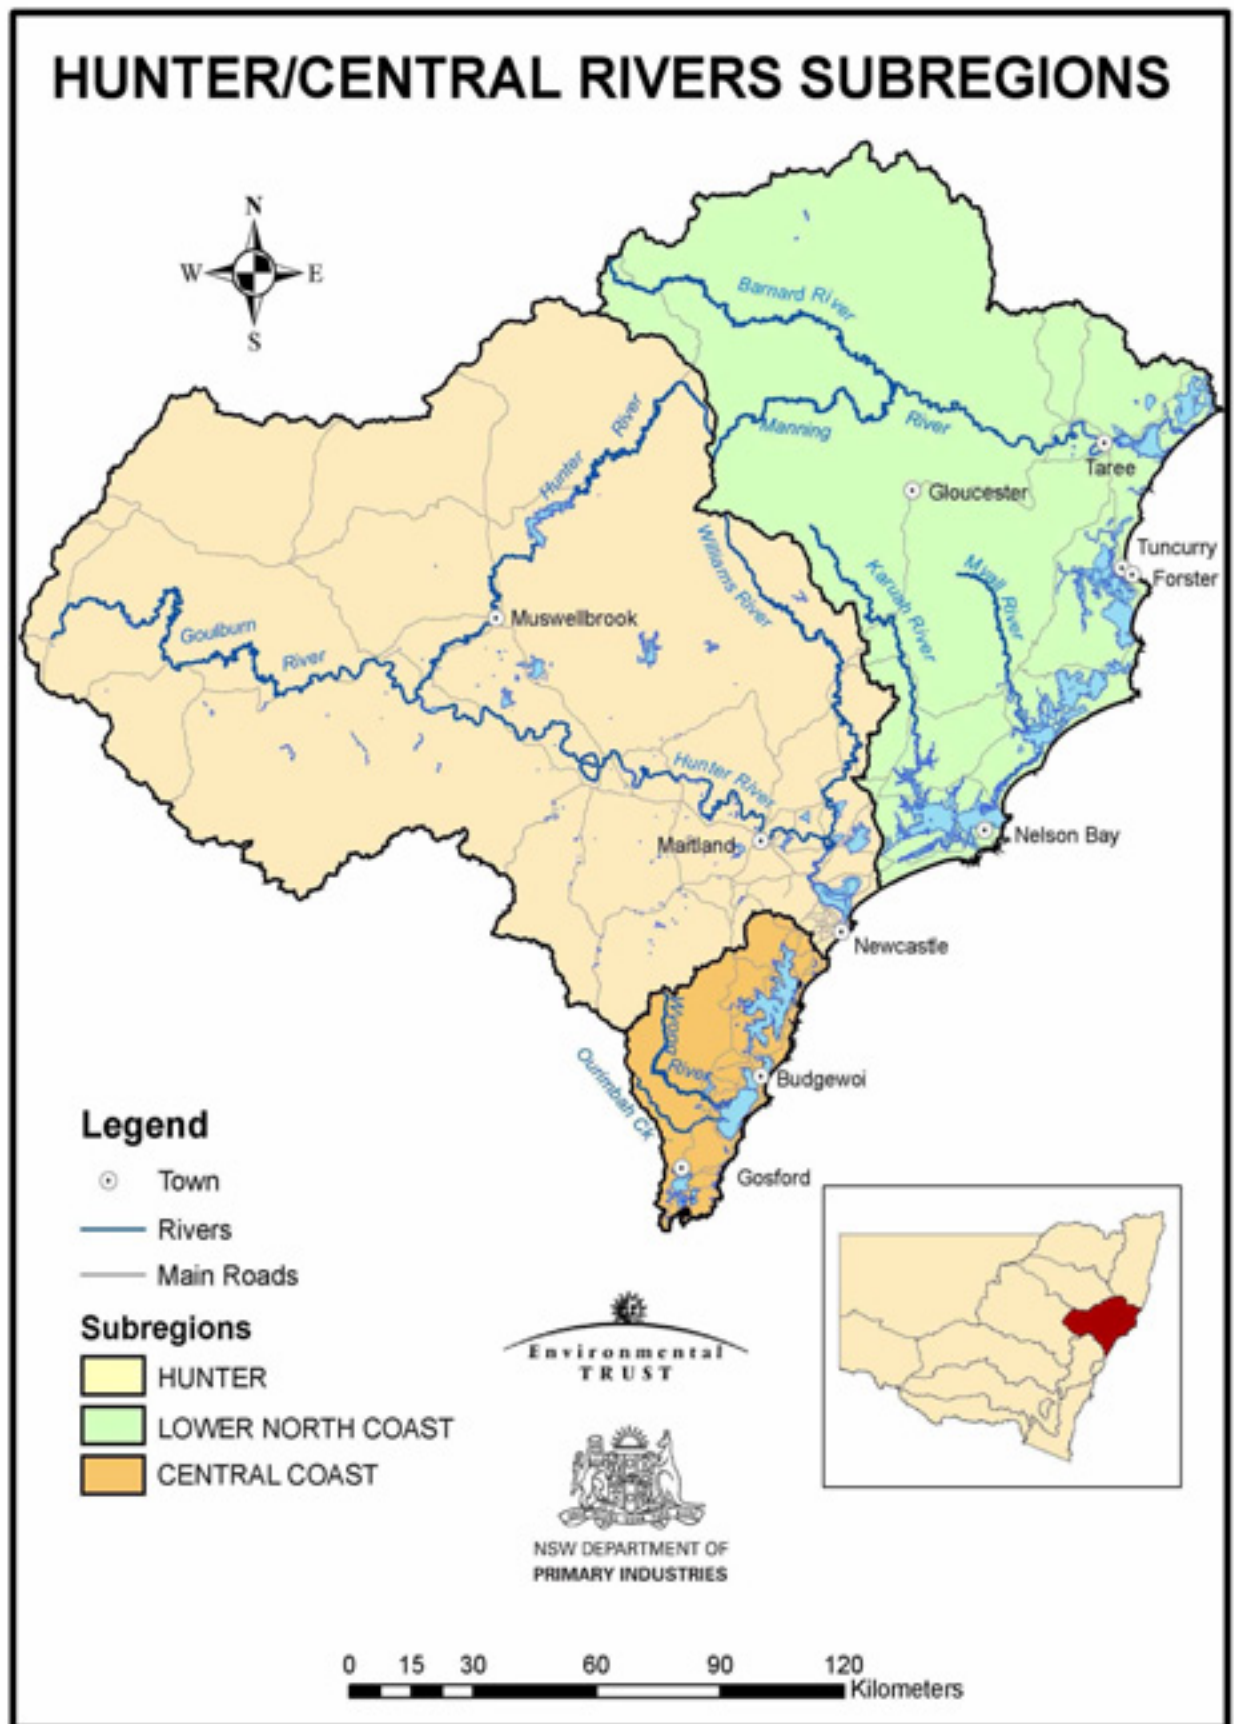 HUNTER/CENTRAL RIVERS SUBREGIONS
N
W E
S
Barnard River
Hunter River
Manning River
Taree
Gloucester
Williams River
Karuah River
Myall River
Tuncurry
Forster
Muswellbrook
Goulburn River
Hunter River
Maitland
Nelson Bay
Newcastle
Wyong River
Ourimbah Ck
Budgewoi
Gosford
Legend
Town
Rivers
Main Roads
Subregions
HUNTER
LOWER NORTH COAST
CENTRAL COAST
Environmental
TRUST
NSW DEPARTMENT OF
PRIMARY INDUSTRIES
0 15 30 60 90 120
Kilometers